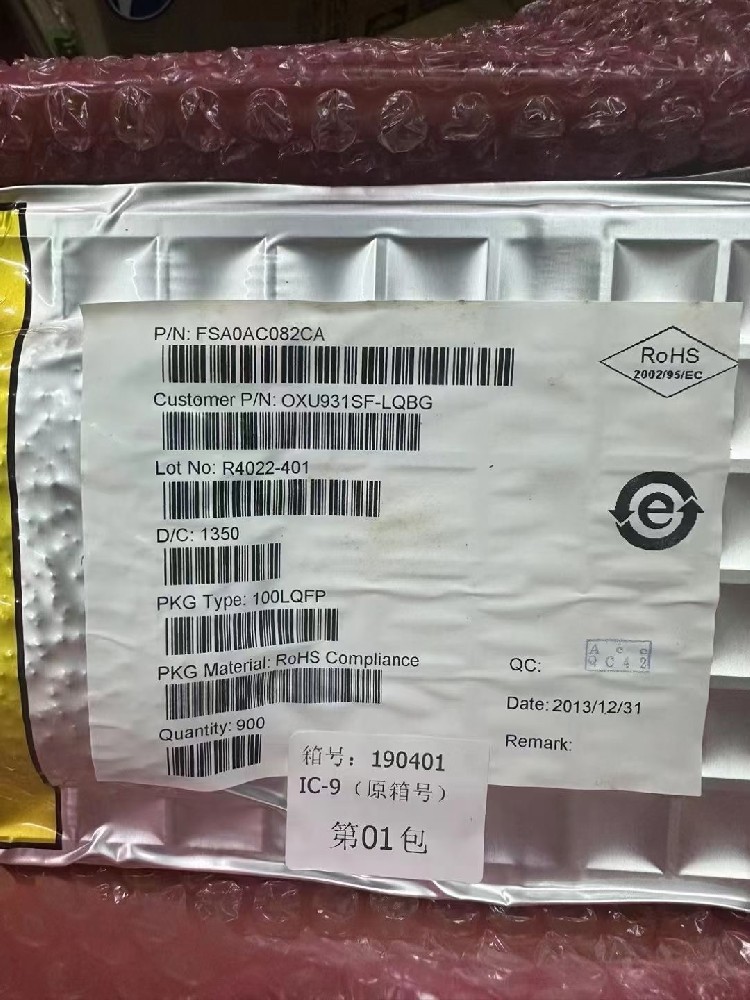 P/N: FSA0AC082CA
RoHS
2002/95/EC
Customer P/N: OXU931SF-LQBG
Lot No: R4022-401
D/C: 1350
e
PKG Type: 100LQFP
PKG Material: RoHS Compliance
Quantity: 900
QC:
A c c
Q C 4 2
Date: 2013/12/31
Remark:
箱号：190401
IC-9（原箱号）
第01包